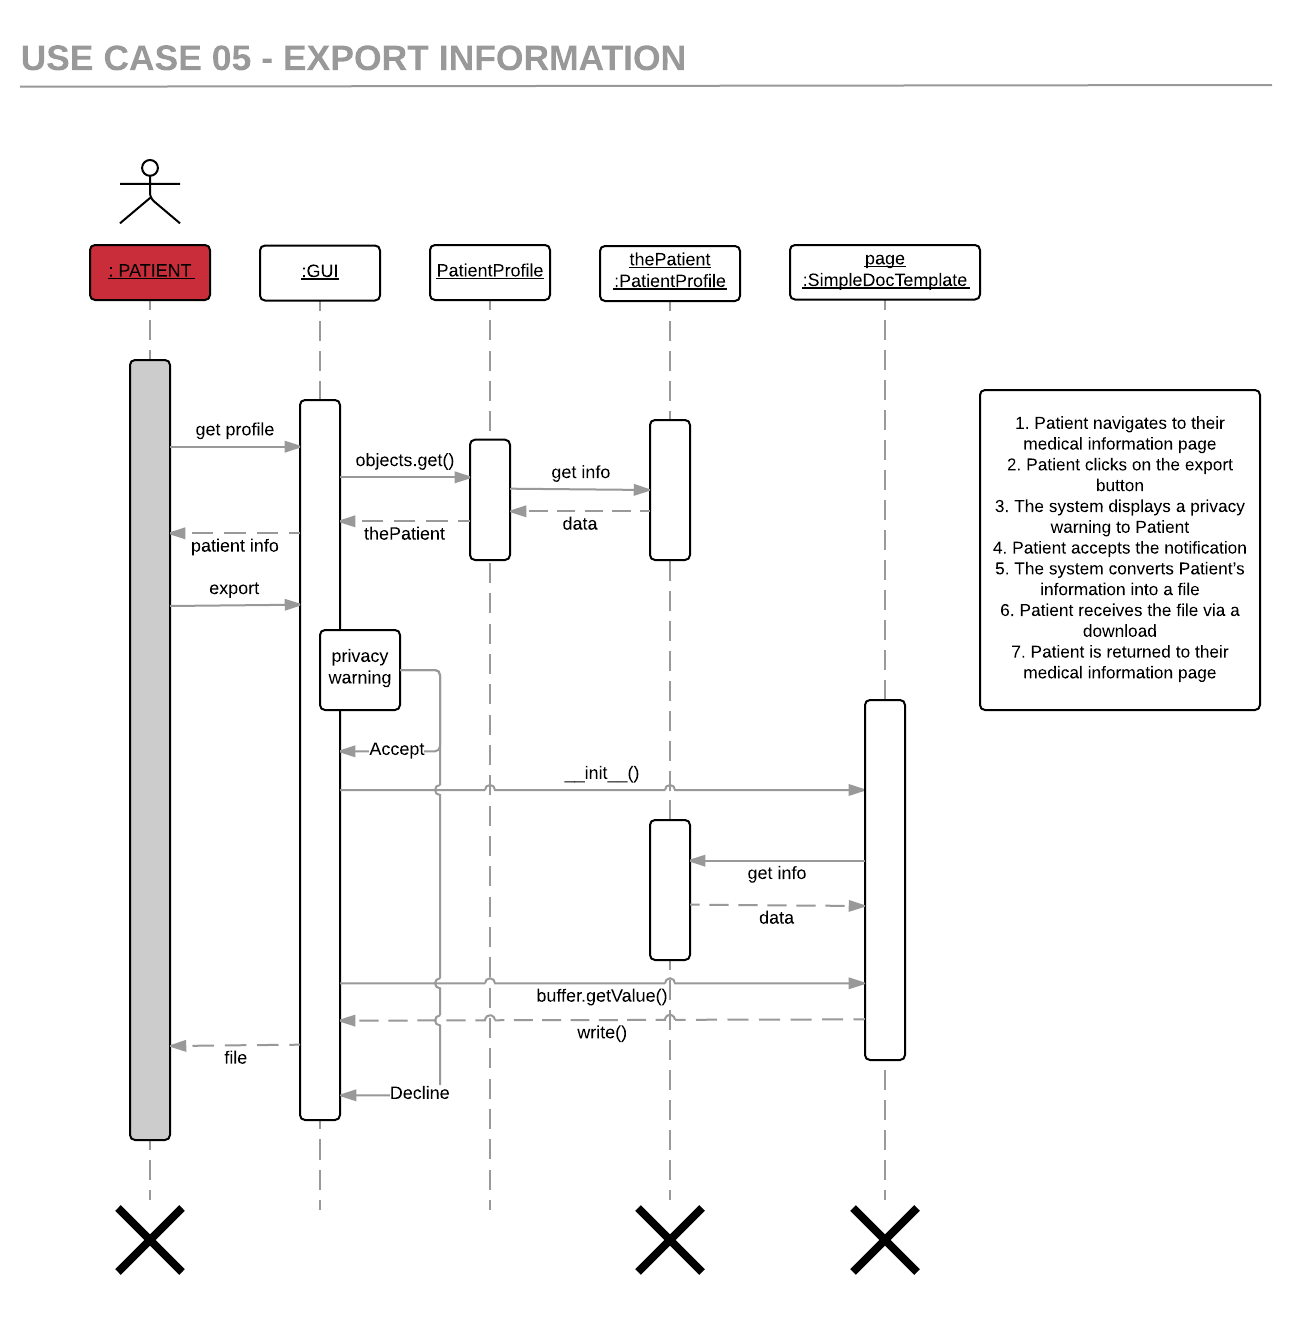 USE CASE 05 - EXPORT INFORMATION
: PATIENT
:GUI
PatientProfile
thePatient
:PatientProfile
page
:SimpleDocTemplate
get profile
objects.get()
get info
data
thePatient
patient info
export
privacy
warning
Accept
__init__()
get info
data
buffer.getValue()
write()
file
Decline
1. Patient navigates to their
medical information page
2. Patient clicks on the export
button
3. The system displays a privacy
warning to Patient
4. Patient accepts the notification
5. The system converts Patient's
information into a file
6. Patient receives the file via a
download
7. Patient is returned to their
medical information page